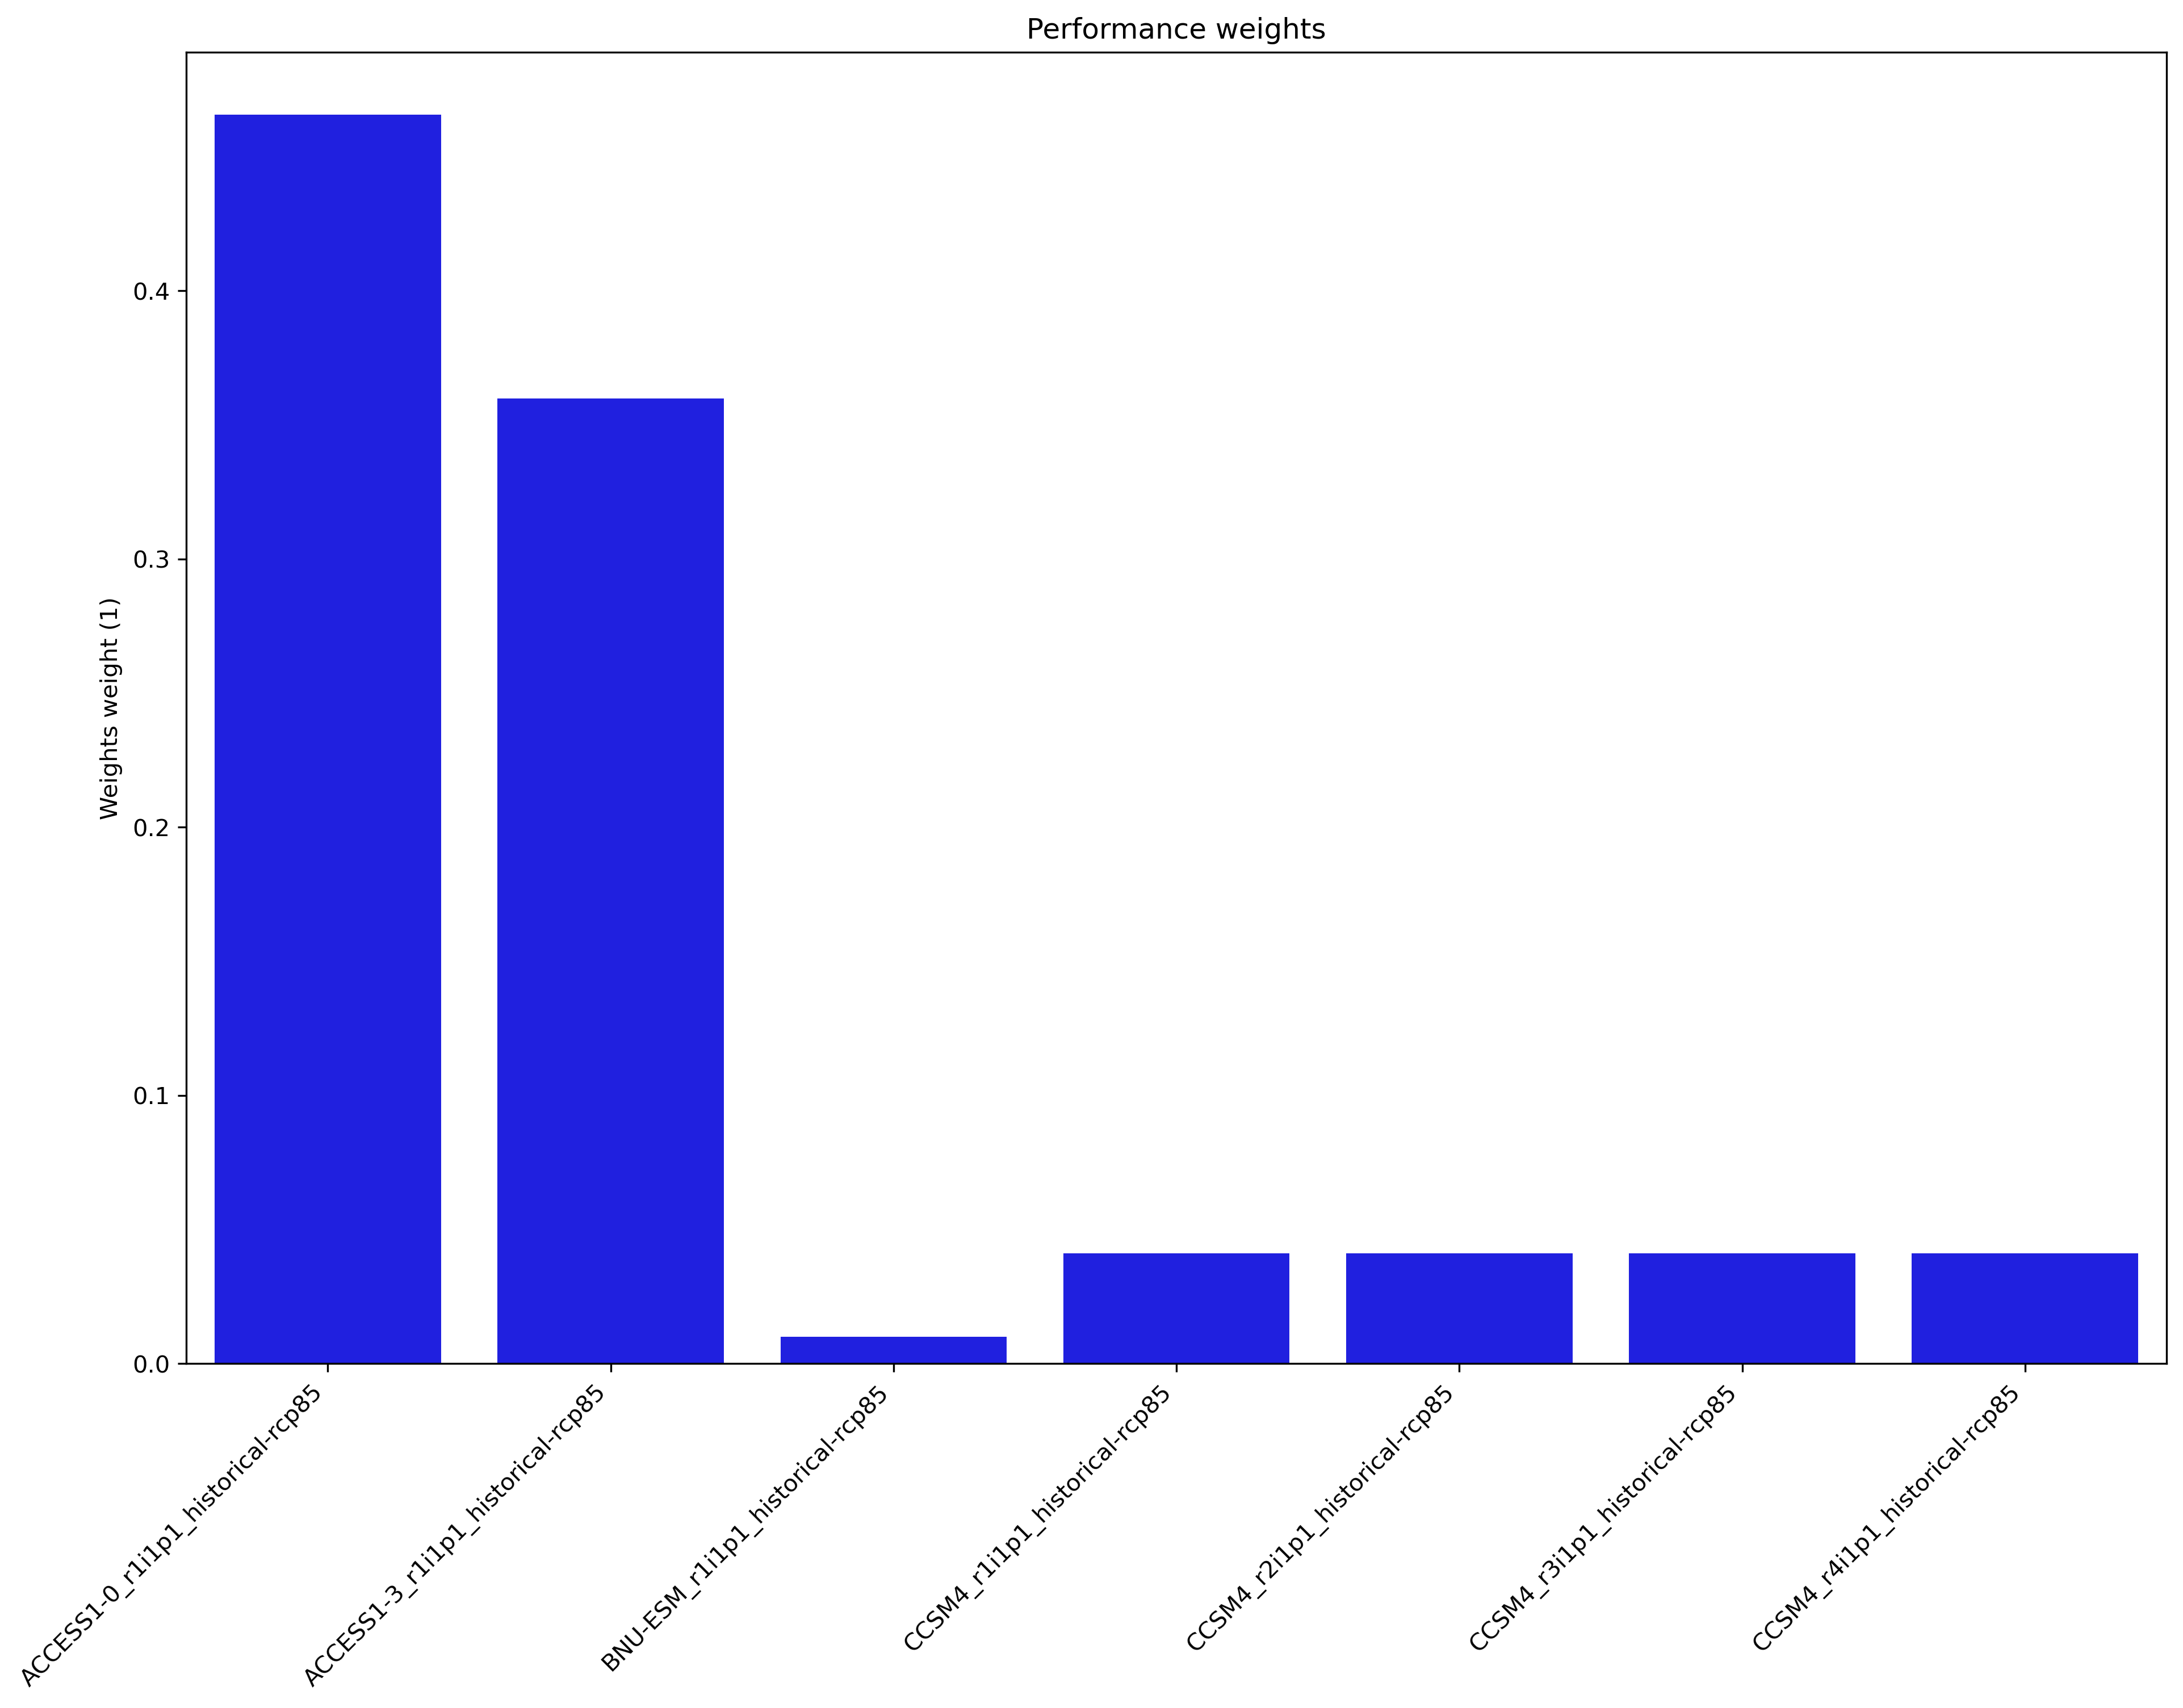 Performance weights
Weights weight (1)
0.4
0.3
0.2
0.1
0.0
ACCESS1-0_r1i1p1_historical-rcp85
ACCESS1-3_r1i1p1_historical-rcp85
BNU-ESM_r1i1p1_historical-rcp85
CCSM4_r1i1p1_historical-rcp85
CCSM4_r2i1p1_historical-rcp85
CCSM4_r3i1p1_historical-rcp85
CCSM4_r4i1p1_historical-rcp85